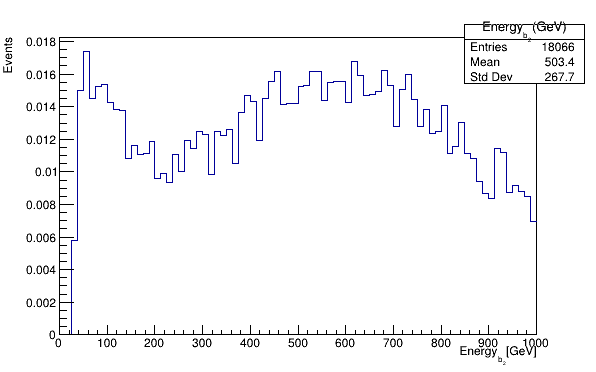 Energy_b₂(GeV)
Entries 18066
Mean 503.4
Std Dev 267.7
Events
0.018
0.016
0.014
0.012
0.01
0.008
0.006
0.004
0.002
0
0 100 200 300 400 500 600 700 800 900 1000
Energy_b₂[GeV]